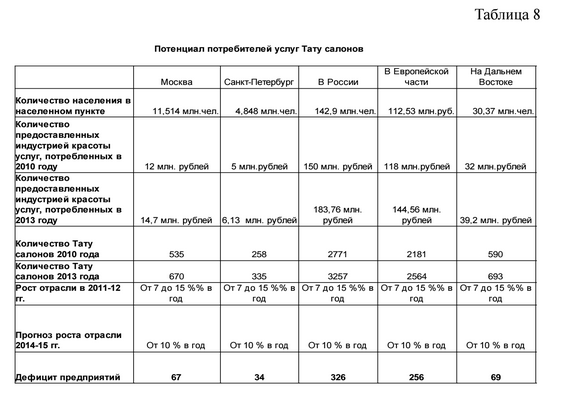 Таблица 8
Потенциал потребителей услуг Тату салонов
Москва Санкт-Петербург В России В Европейской части На Дальнем Востоке
Количество населения в
населенном пункте 11,514 млн.чел. 4,848 млн.чел. 142,9 млн.чел. 112,53 млн.руб. 30,37 млн.чел.
Количество
предоставленных
индустрией красоты
услуг, потребленных в
2010 году 12 млн. рублей 5 млн.рублей 150 млн. рублей 118 млн.рублей 32 млн.рублей
Количество
предоставленных
индустрией красоты
услуг, потребленных в
2013 году 14,7 млн. рублей 6,13 млн. рублей 183,76 млн. рублей 144,56 млн. рублей 39,2 млн. рублей
Количество Тату
салонов 2010 года 535 258 2771 2181 590
Количество Тату
салонов 2013 года 670 335 3257 2564 693
Рост отрасли в 2011-12 От 7 до 15 %% в От 7 до 15 %% в От 7 до 15 %% в От 7 до 15 %% в От 7 до 15 %% в
гг. год год год год год
Прогноз роста отрасли
2014-15 гг. От 10 % в год От 10 % в год От 10 % в год От 10 % в год От 10 % в год
Дефицит предприятий 67 34 326 256 69